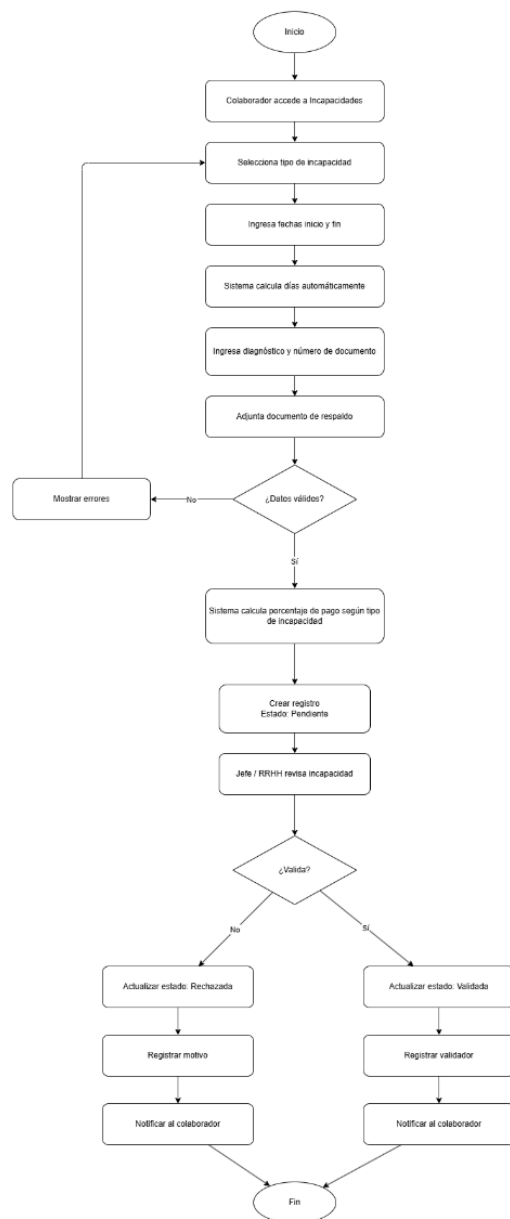 Inicio
Colaborador accede a Incapacidades
Selecciona tipo de incapacidad
Ingresa fechas inicio y fin
Sistema calcula días automáticamente
Ingresa diagnóstico y número de documento
Adjunta documento de respaldo
¿Datos válidos?
No
Mostrar errores
Sí
Sistema calcula porcentaje de pago según tipo
de incapacidad
Crear registro
Estado: Pendiente
Jefe / RRHH revisa incapacidad
¿Valida?
No
Sí
Actualizar estado: Rechazada
Actualizar estado: Validada
Registrar motivo
Registrar validador
Notificar al colaborador
Notificar al colaborador
Fin